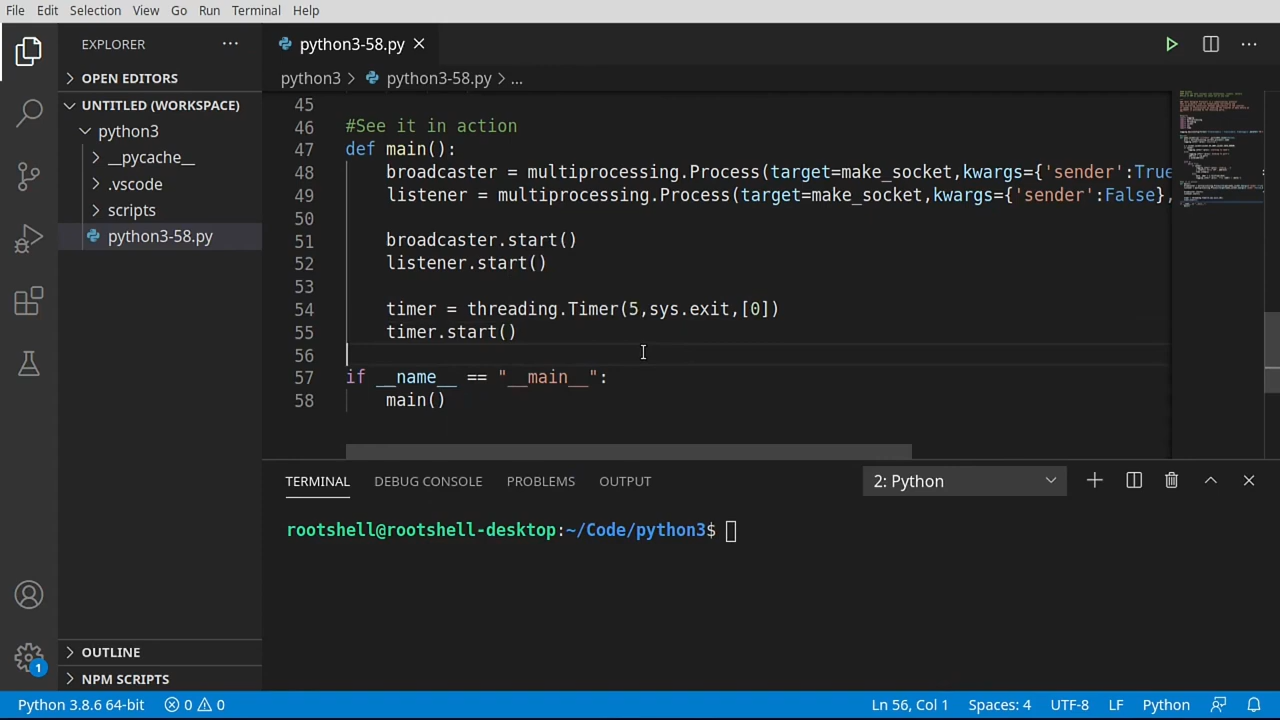 File Edit Selection View Go Run Terminal Help
EXPLORER
OPEN EDITORS
UNTITLED (WORKSPACE)
python3
__pycache__
.vscode
scripts
python3-58.py
OUTLINE
NPM SCRIPTS
1
python3-58.py
python3 > python3-58.py > ...
45
46 #See it in action
47 def main():
48 broadcaster = multiprocessing.Process(target=make_socket,kwargs={'sender':True
49 listener = multiprocessing.Process(target=make_socket,kwargs={'sender':False},
50
51 broadcaster.start()
52 listener.start()
53
54 timer = threading.Timer(5,sys.exit,[0])
55 timer.start()
56
57 if __name__ == "__main__":
58 main()
TERMINAL DEBUG CONSOLE PROBLEMS OUTPUT 2: Python
rootshell@rootshell-desktop:~/Code/python3$
Python 3.8.6 64-bit 0 0 Ln 56, Col 1 Spaces: 4 UTF-8 LF Python